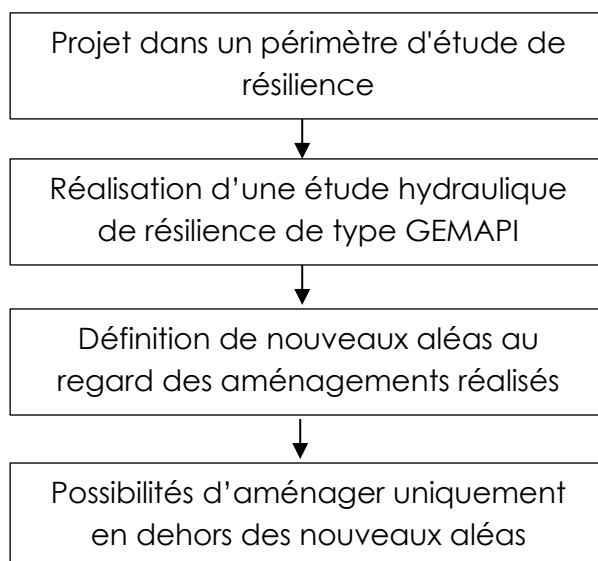 Projet dans un périmètre d'étude de
résilience
Réalisation d’une étude hydraulique
de résilience de type GEMAPI
Définition de nouveaux aléas au
regard des aménagements réalisés
Possibilités d’aménager uniquement
en dehors des nouveaux aléas